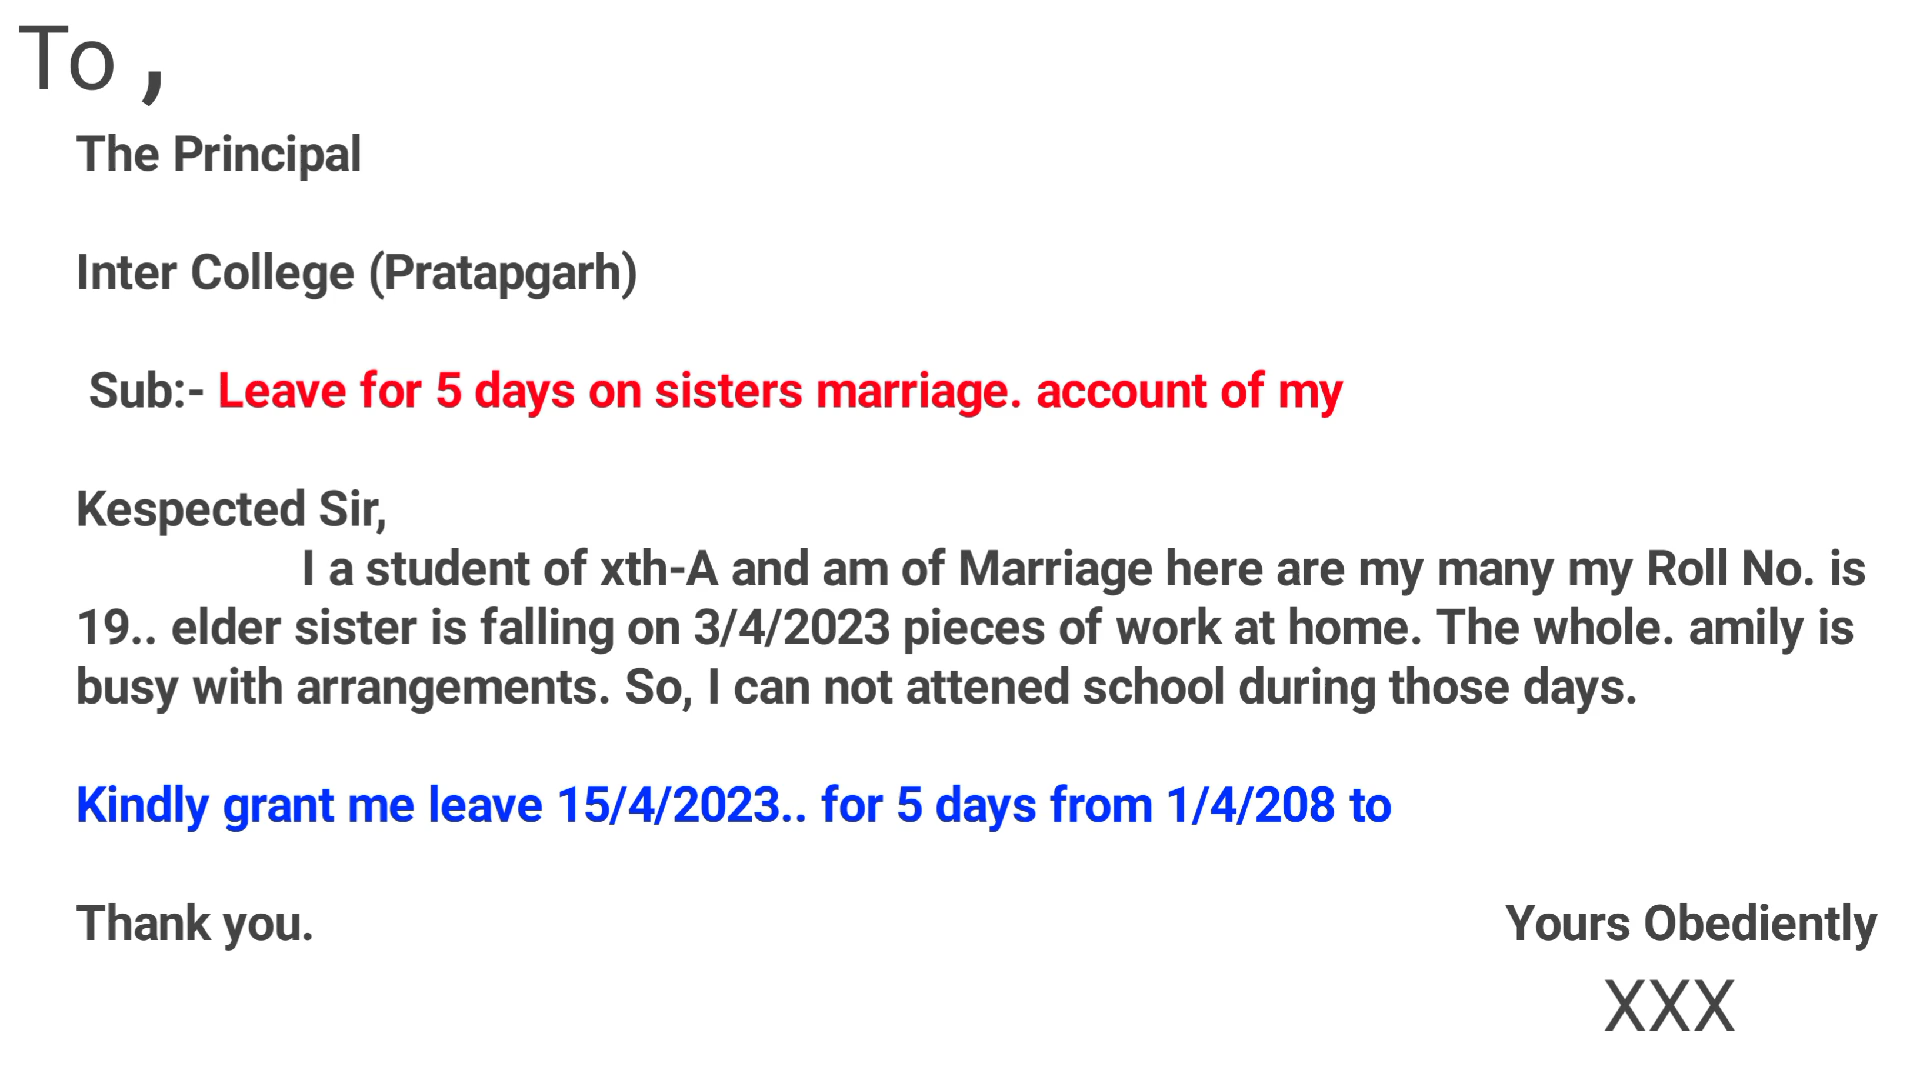 To ,
The Principal
Inter College (Pratapgarh)
Sub:- Leave for 5 days on sisters marriage. account of my
Kespected Sir,
I a student of xth-A and am of Marriage here are my many my Roll No. is
19.. elder sister is falling on 3/4/2023 pieces of work at home. The whole. amily is
busy with arrangements. So, I can not attened school during those days.
Kindly grant me leave 15/4/2023.. for 5 days from 1/4/208 to
Thank you.
Yours Obediently
XXX